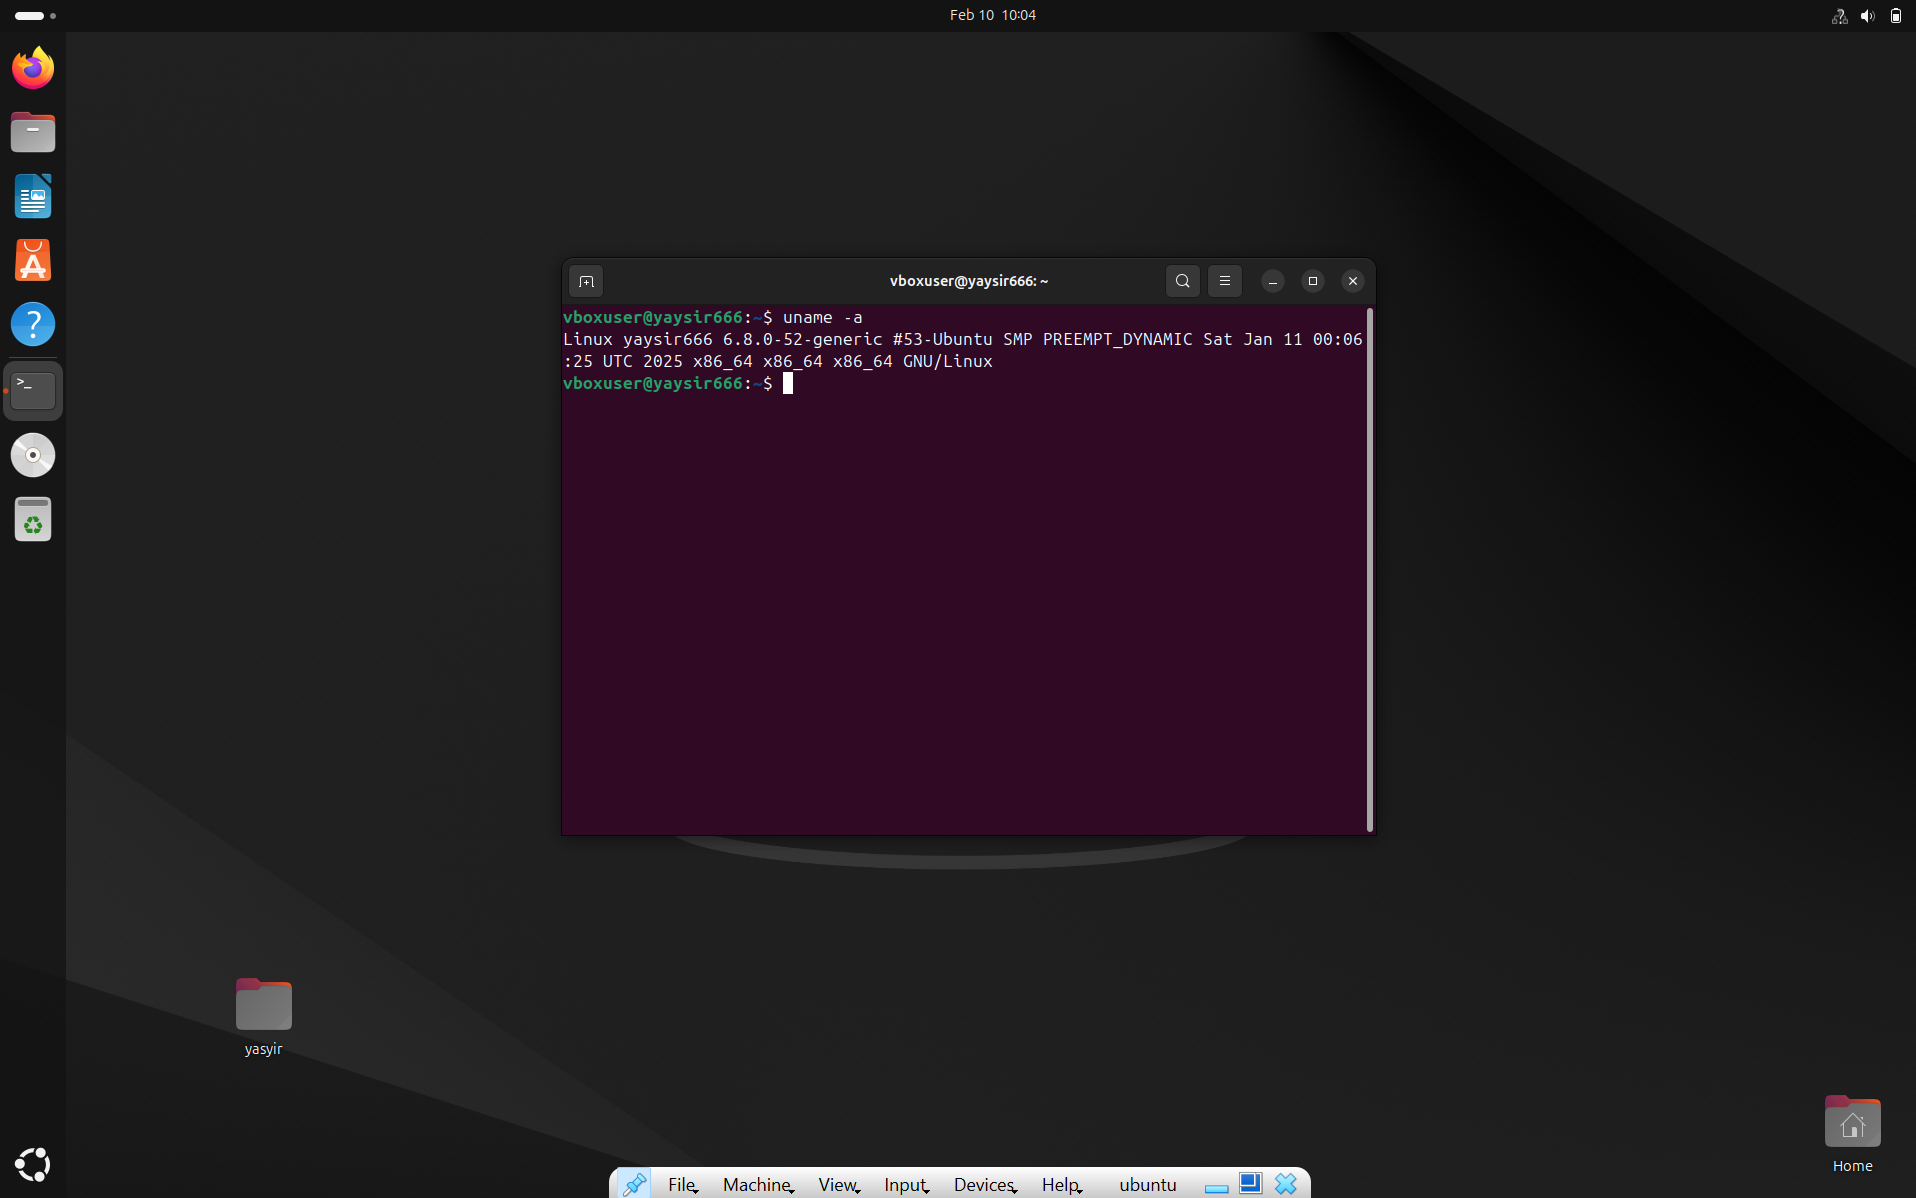 Feb 10 10:04
vboxuser@yaysir666: ~
vboxuser@yaysir666:~$ uname -a
Linux yaysir666 6.8.0-52-generic #53-Ubuntu SMP PREEMPT_DYNAMIC Sat Jan 11 00:06
:25 UTC 2025 x86_64 x86_64 x86_64 GNU/Linux
vboxuser@yaysir666:~$
yasyir
Home
File Machine View Input Devices Help ubuntu